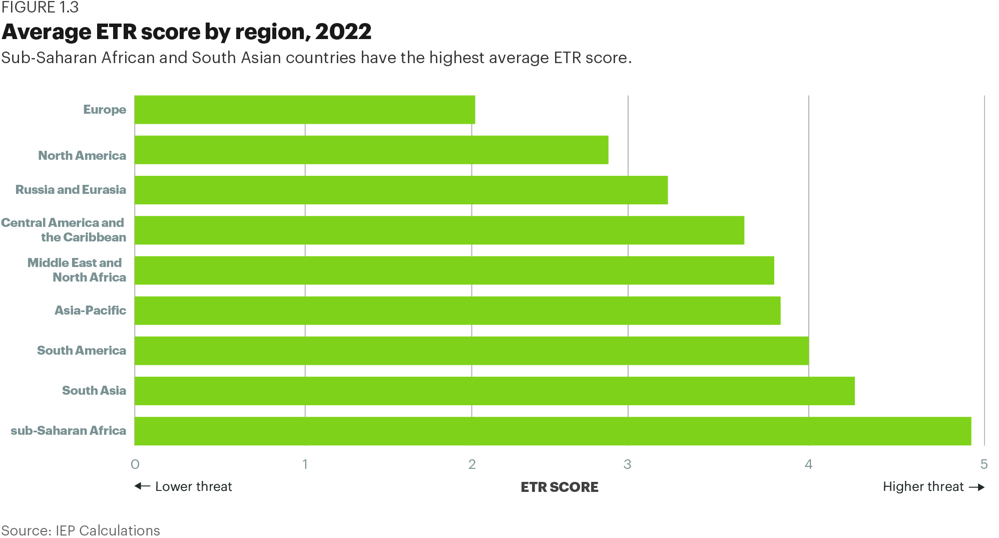 FIGURE 1.3
Average ETR score by region, 2022
Sub-Saharan African and South Asian countries have the highest average ETR score.
Europe
North America
Russia and Eurasia
Central America and
the Caribbean
Middle East and
North Africa
Asia-Pacific
South America
South Asia
sub-Saharan Africa
0 1 2 3 4 5
Lower threat ETR SCORE Higher threat
Source: IEP Calculations